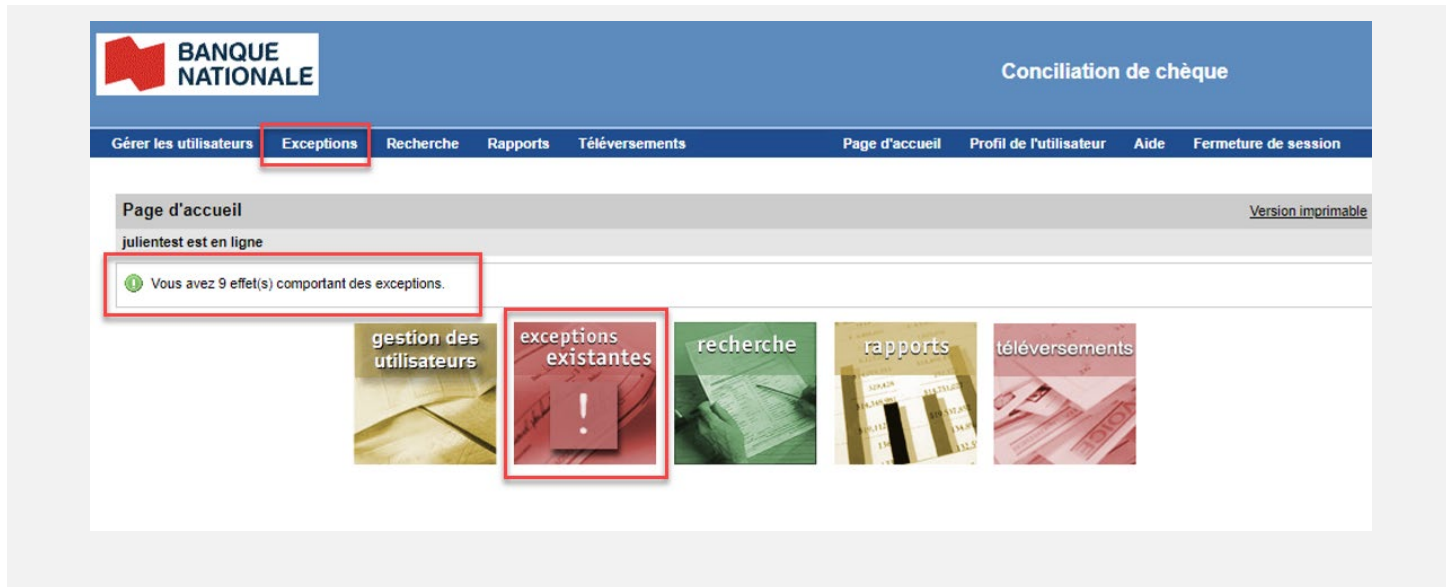 BANQUE
NATIONALE
Conciliation de chèque
Gérer les utilisateurs Exceptions Recherche Rapports Téléversements Page d'accueil Profil de l'utilisateur Aide Fermeture de session
Page d'accueil Version imprimable
julientest est en ligne
Vous avez 9 effet(s) comportant des exceptions.
gestion des
utilisateurs
exceptions
existantes
!
recherche
rapports
téléversements